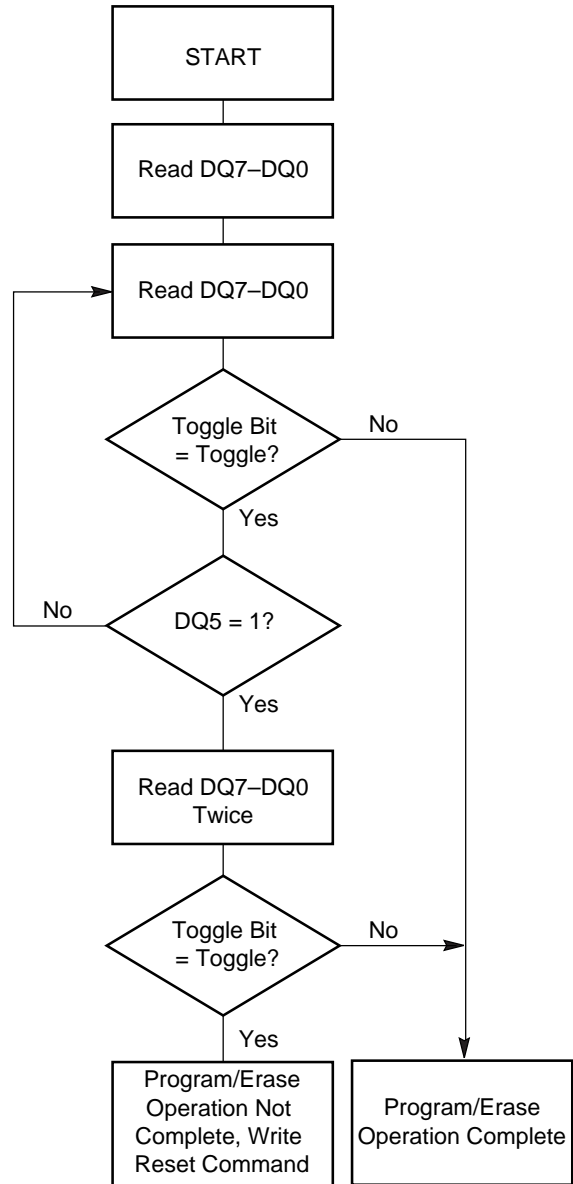 START
Read DQ7–DQ0
Read DQ7–DQ0
Toggle Bit
= Toggle?
No
Yes
No
DQ5 = 1?
Yes
Read DQ7–DQ0
Twice
Toggle Bit
= Toggle?
No
Yes
Program/Erase
Operation Not
Complete, Write
Reset Command
Program/Erase
Operation Complete